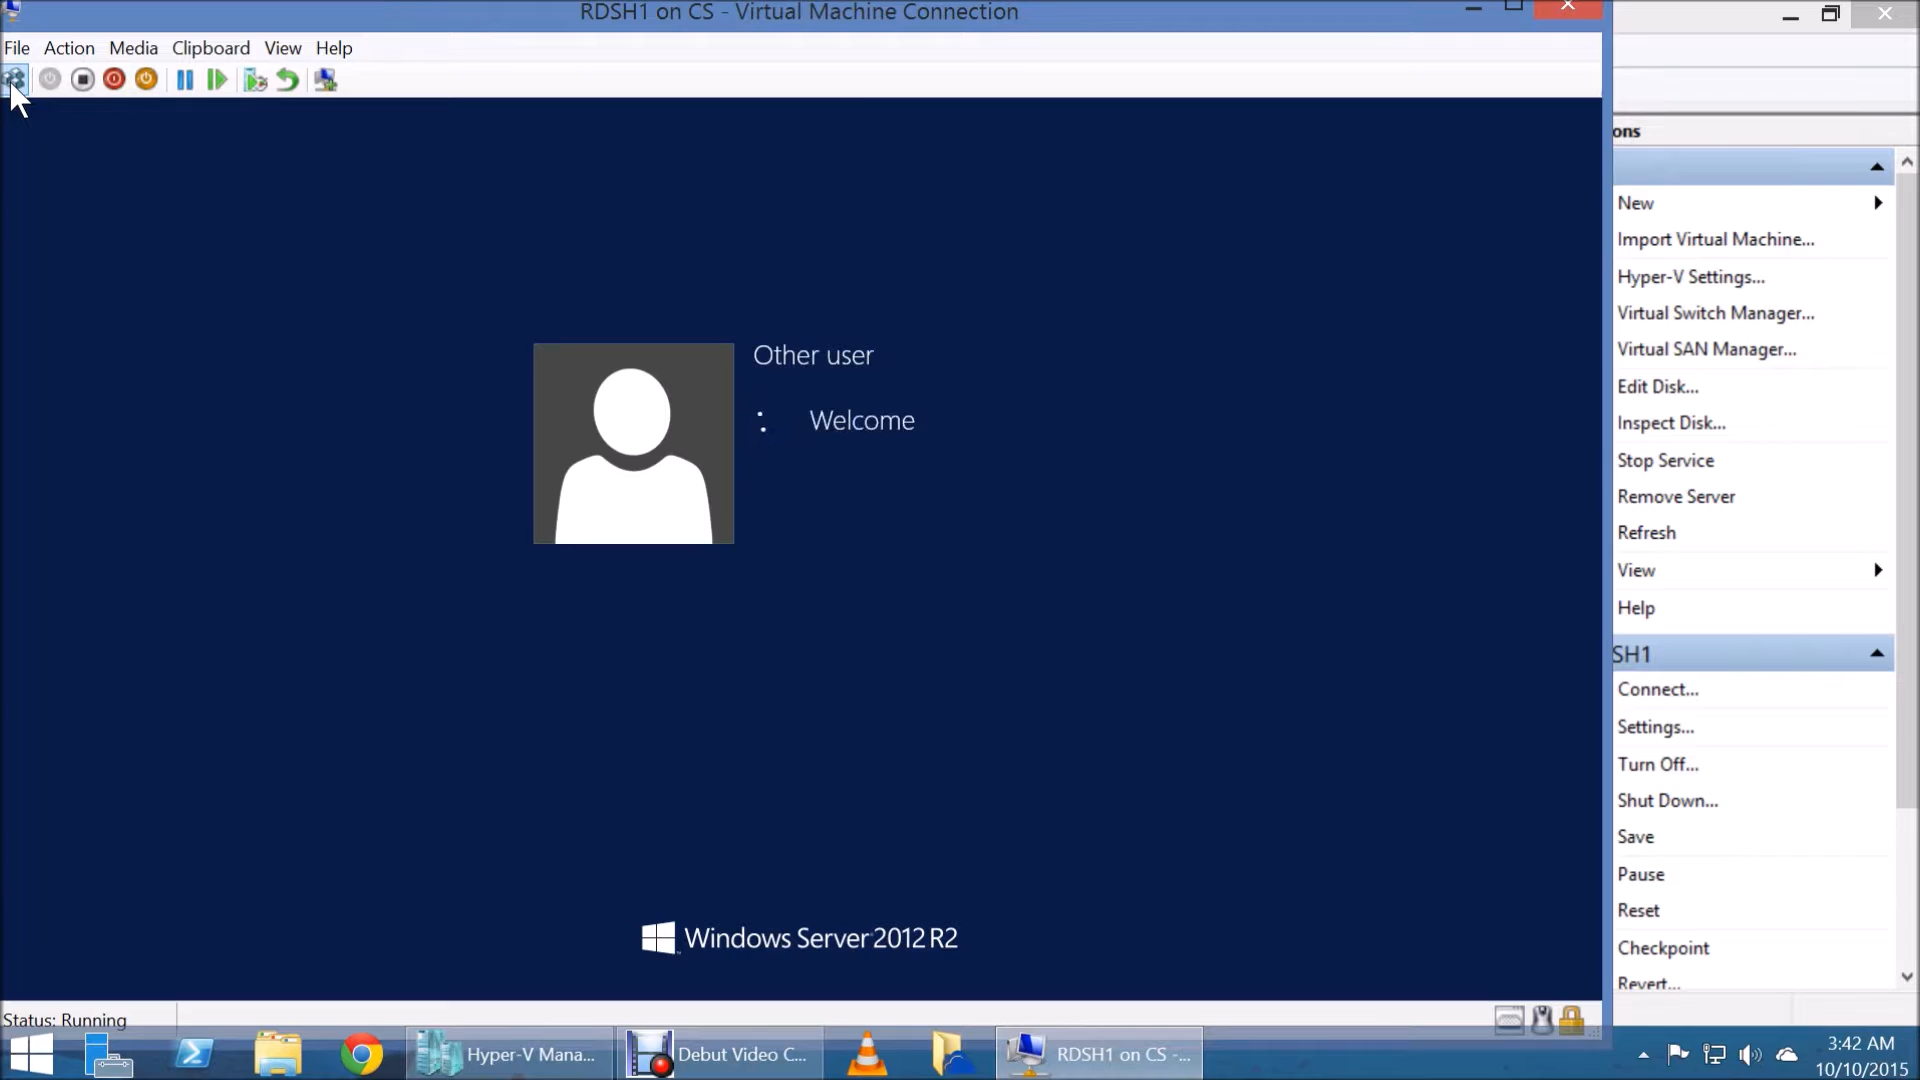 RDSH1 on CS - Virtual Machine Connection
File Action Media Clipboard View Help
Other user
Welcome
Windows Server 2012 R2
Status: Running
ons
New
Import Virtual Machine...
Hyper-V Settings...
Virtual Switch Manager...
Virtual SAN Manager...
Edit Disk...
Inspect Disk...
Stop Service
Remove Server
Refresh
View
Help
SH1
Connect...
Settings...
Turn Off...
Shut Down...
Save
Pause
Reset
Checkpoint
Revert...
Hyper-V Mana...
Debut Video C...
RDSH1 on CS -...
3:42 AM
10/10/2015